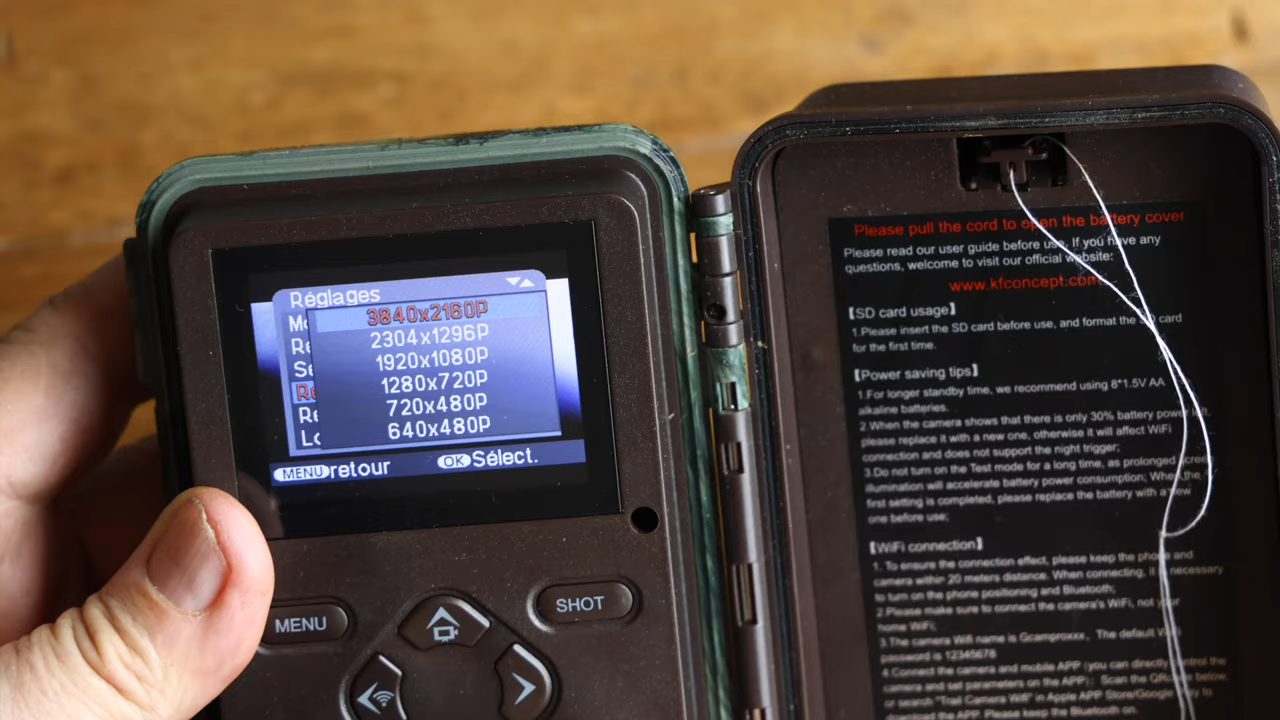 Réglages
3840x2160P
2304x1296P
1920x1080P
1280x720P
720x480P
640x480P
MENU retour
OK Sélect.
MENU
SHOT
Please pull the cord to open the battery cover
Please read our user guide before use. If you have any
questions, welcome to visit our official website:
www.kfconcept.com
【SD card usage】
1.Please insert the SD card before use, and format the SD card
for the first time.
【Power saving tips】
1.For longer standby time, we recommend using 8*1.5V AA
alkaline batteries.
2.When the camera shows that there is only 30% battery power left,
please replace it with a new one, otherwise it will affect WiFi
connection and does not support the night trigger;
3.Do not turn on the Test mode for a long time, as prolonged screen
illumination will accelerate battery power consumption; When the
first setting is completed, please replace the battery with a new
one before use;
【WiFi connection】
1. To ensure the connection effect, please keep the phone and
camera within 20 meters distance. When connecting, it is necessary
to turn on the phone positioning and Bluetooth;
2.Please make sure to connect the camera's WiFi, not your
home WiFi;
3.The camera Wifi name is Gcamproxxx, The default WiFi
password is 12345678
4.Connect the camera and mobile APP (you can directly control the
camera and set parameters on the APP): Scan the QRcode below,
or search "Trail Camera Wifi" in Apple APP Store/Google Play to
download the APP. Please keep the Bluetooth on.